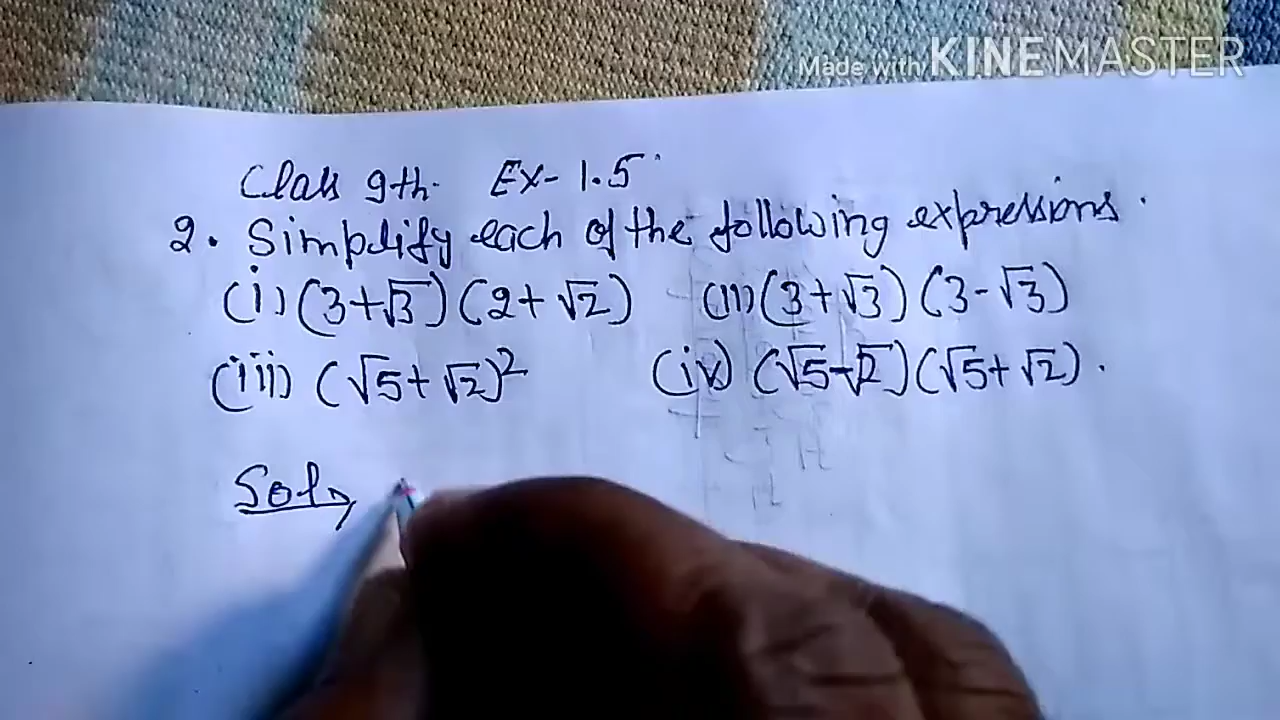 Made with KINEMASTER
Class 9th. Ex- 1.5
2. Simplify each of the following expressions.
(i) (3+√3) (2+√2) (ii) (3+√3) (3-√3)
(iii) (√5+√2)² (iv) (√5-√2) (√5+√2).
Sol